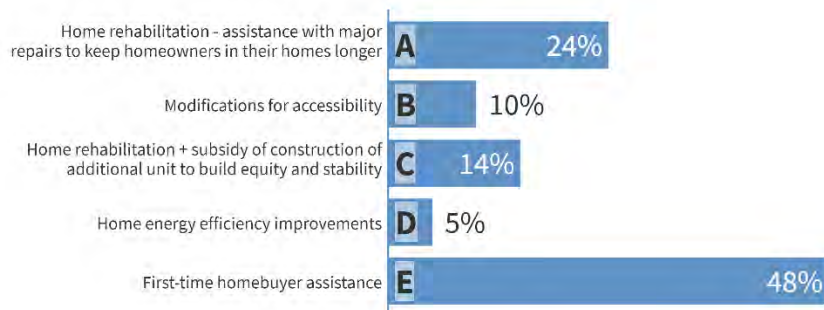 Home rehabilitation - assistance with major
repairs to keep homeowners in their homes longer
A
24%
Modifications for accessibility
B
10%
Home rehabilitation + subsidy of construction of
additional unit to build equity and stability
C
14%
Home energy efficiency improvements
D
5%
First-time homebuyer assistance
E
48%